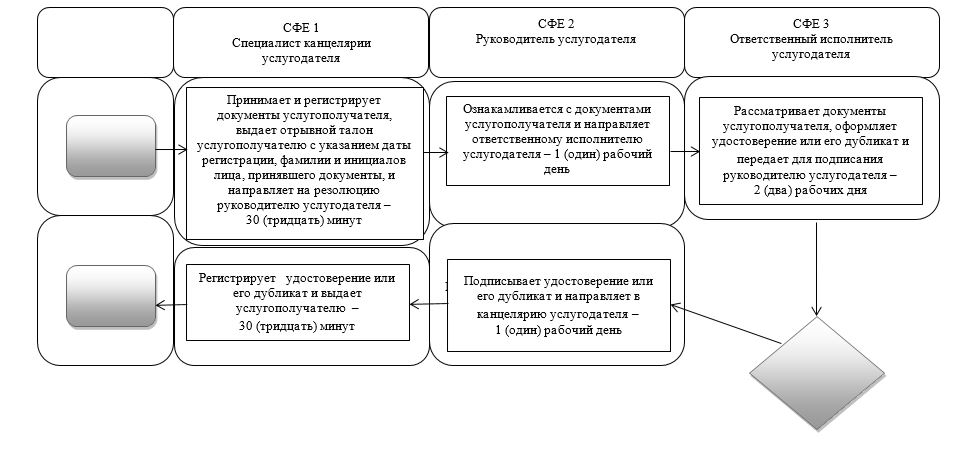 СФЕ 1
Специалист канцелярии
услугодателя
СФЕ 2
Руководитель услугодателя
СФЕ 3
Ответственный исполнитель
услугодателя
Принимает и регистрирует
документы услугополучателя,
выдает отрывной талон
услугополучателю с указанием даты
регистрации, фамилии и инициалов
лица, принявшего документы, и
направляет на резолюцию
руководителю услугодателя –
30 (тридцать) минут
Ознакамливается с документами
услугополучателя и направляет
ответственному исполнителю
услугодателя – 1 (один) рабочий
день
Рассматривает документы
услугополучателя, оформляет
удостоверение или его дубликат и
передает для подписания
руководителю услугодателя –
2 (два) рабочих дня
Регистрирует удостоверение или
его дубликат и выдает
услугополучателю –
30 (тридцать) минут
Подписывает удостоверение или
его дубликат и направляет в
канцелярию услугодателя –
1 (один) рабочий день